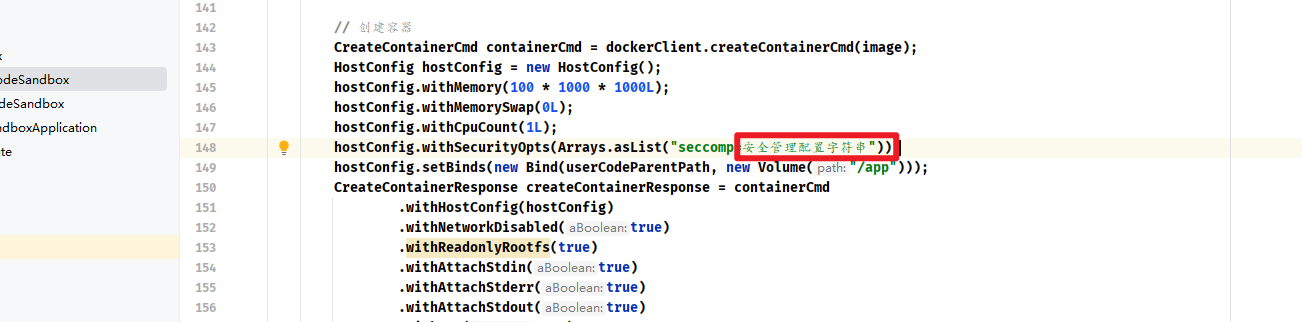 141
142 // 创建容器
x
143 CreateContainerCmd containerCmd = dockerClient.createContainerCmd(image);
144 HostConfig hostConfig = new HostConfig();
odeSandbox
145 hostConfig.withMemory(100 * 1000 * 1000L);
deSandbox
146 hostConfig.withMemorySwap(0L);
ndboxApplication
147 hostConfig.withCpuCount(1L);
te
148 hostConfig.withSecurityOpts(Arrays.asList("seccomp=安全管理配置字符串"))
149 hostConfig.setBinds(new Bind(userCodeParentPath, new Volume( path: "/app")));
150 CreateContainerResponse createContainerResponse = containerCmd
151 .withHostConfig(hostConfig)
152 .withNetworkDisabled( aBoolean: true)
153 .withReadonlyRootfs(true)
154 .withAttachStdin( aBoolean: true)
155 .withAttachStderr( aBoolean: true)
156 .withAttachStdout( aBoolean: true)